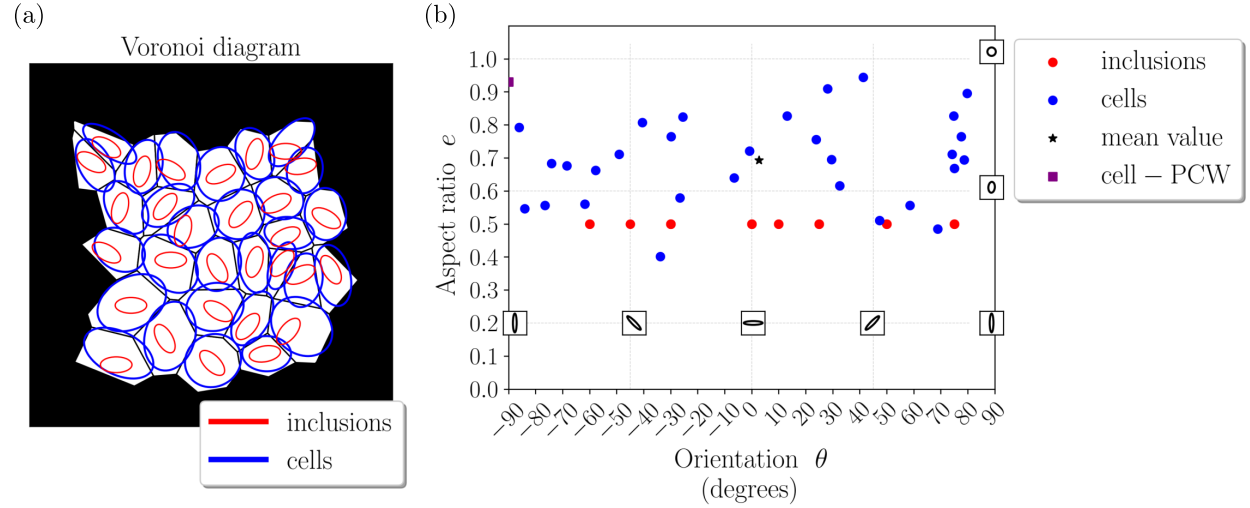 (a)
Voronoi diagram
inclusions
cells
(b)
Aspect ratio e
1.0
0.9
0.8
0.7
0.6
0.5
0.4
0.3
0.2
0.1
0.0
−90 −80 −70 −60 −50 −40 −30 −20 −10 0 10 20 30 40 50 60 70 80 90
Orientation θ
(degrees)
inclusions
cells
mean value
cell − PCW